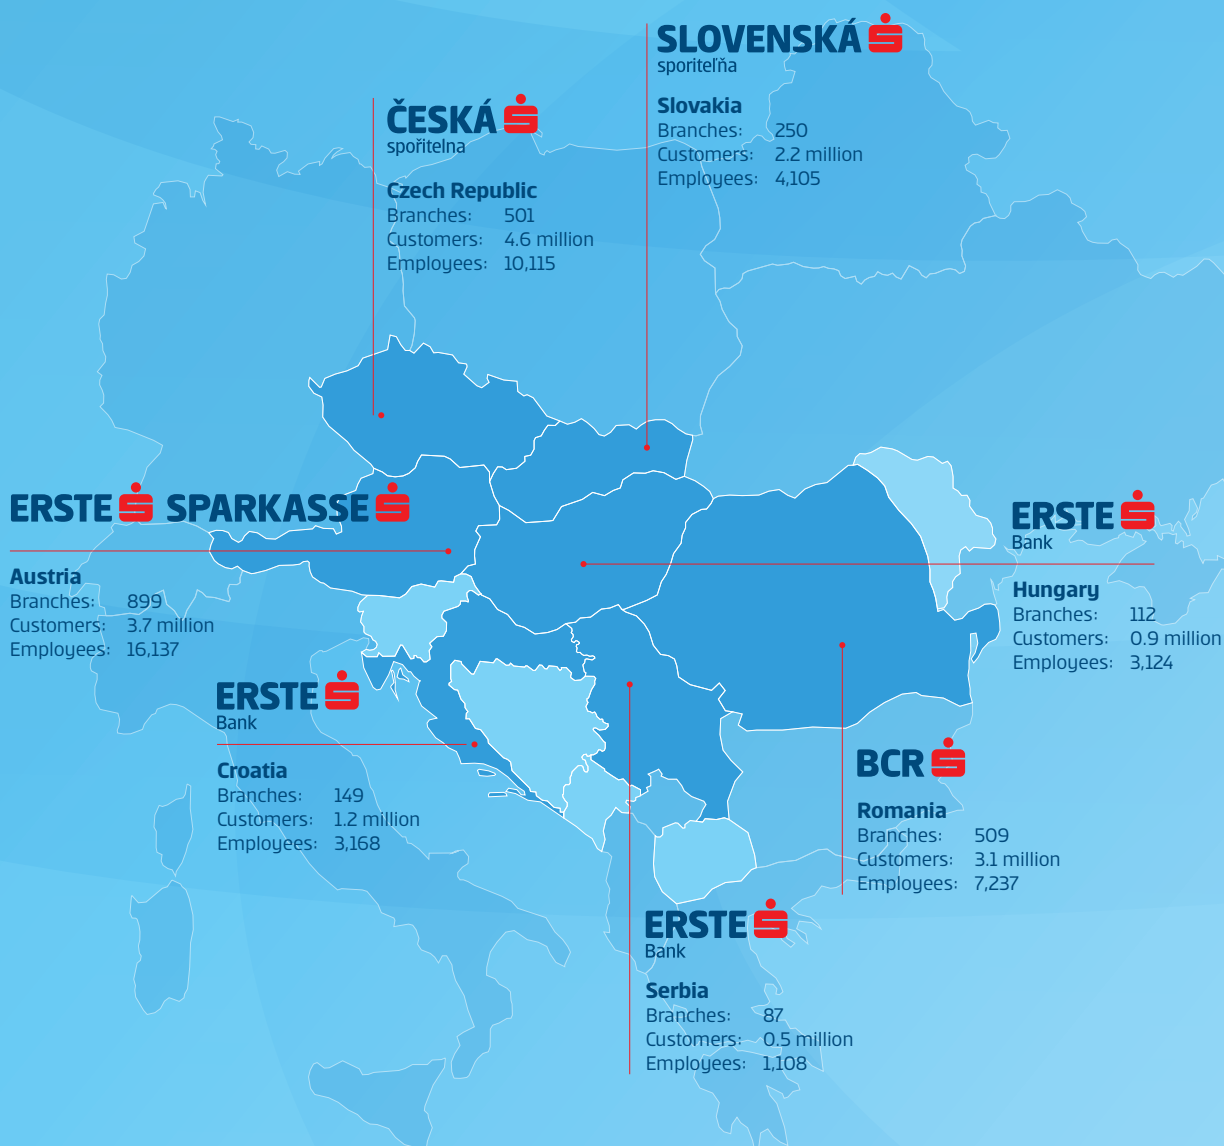 SLOVENSKÁ
sporiteľňa
Slovakia
Branches: 250
Customers: 2.2 million
Employees: 4,105
ČESKÁ
spořitelna
Czech Republic
Branches: 501
Customers: 4.6 million
Employees: 10,115
ERSTE SPARKASSE
Austria
Branches: 899
Customers: 3.7 million
Employees: 16,137
ERSTE
Bank
Hungary
Branches: 112
Customers: 0.9 million
Employees: 3,124
ERSTE
Bank
Croatia
Branches: 149
Customers: 1.2 million
Employees: 3,168
BCR
Romania
Branches: 509
Customers: 3.1 million
Employees: 7,237
ERSTE
Bank
Serbia
Branches: 87
Customers: 0.5 million
Employees: 1,108